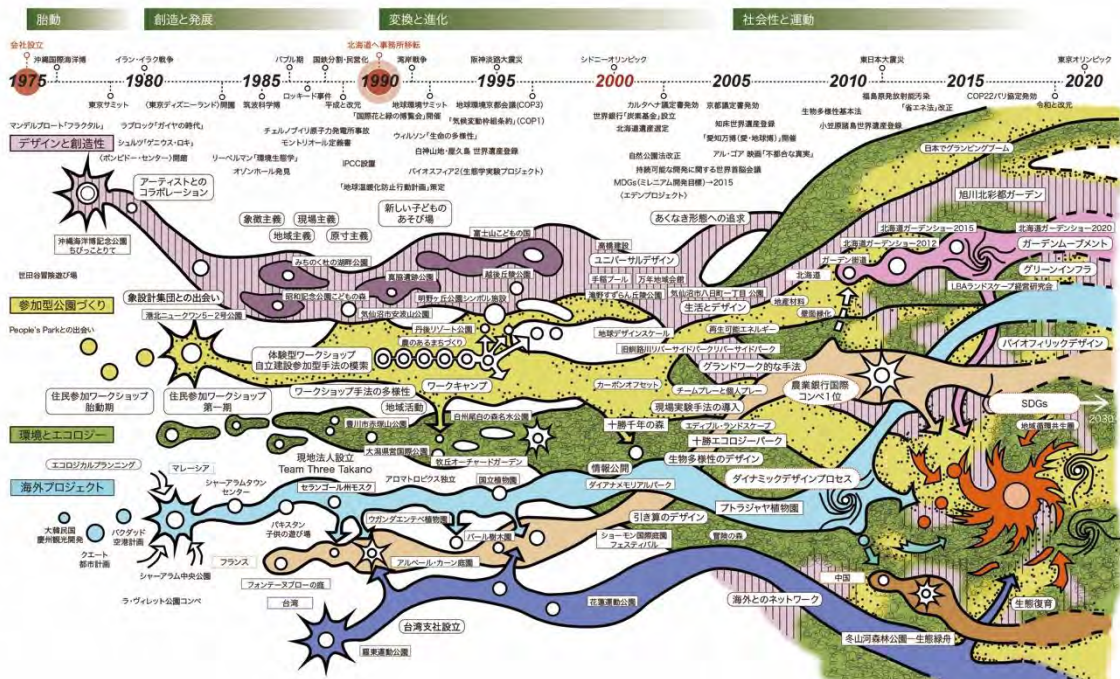 胎動
創造と発展
変換と進化
社会性と運動
会社設立
沖縄国際海洋博
イラン・イラク戦争
バブル期
国鉄分割・民営化
北海道へ事務所移転
湾岸戦争
阪神淡路大震災
シドニーオリンピック
東日本大震災
東京オリンピック
1975
1980
1985
1990
1995
2000
2005
2010
2015
2020
東京サミット
(東京ディズニーランド)開園
筑波科学博
ロッキード事件
平成と改元
地球環境サミット
地球環境京都会議(COP3)
カルタヘナ議定書発効
京都議定書発効
生物多様性基本法
福島原発放射能汚染
「省エネ法」改正
COP22パリ協定発効
令和と改元
マンデルブロート「フラクタル」
ラブロック「ガイヤの時代」
「国際花と緑の博覧会」開催
「気候変動枠組条約」(COP1)
世界銀行「炭素基金」設立
知床世界遺産登録
小笠原諸島世界遺産登録
デザインと創造性
シュルツ「ゲニウス・ロキ」
チェルノブイリ原子力発電所事故
ウィルソン「生命の多様性」
北海道遺産選定
「愛知万博(愛・地球博)」開催
日本でグランピングブーム
(ポンピドー・センター)開館
リーベルマン「環境生態学」
モントリオール定義書
白神山地・屋久島 世界遺産登録
自然公園法改正
アル・ゴア 映画「不都合な真実」
オゾンホール発見
IPCC設置
バイオスフィア2(生態学実験プロジェクト)
持続可能な開発に関する世界首脳会議
アーティストとの
コラボレーション
「地球温暖化防止行動計画」策定
MDGs(ミレニアム開発目標)→2015
(エデンプロジェクト)
旭川北彩都ガーデン
新しい子どもの
あそび場
象徴主義
現場主義
地域主義
原寸主義
あくなき形態への追求
北海道ガーデンショー2015
北海道ガーデンショー2020
沖縄海洋博記念公園
ちびっことりで
富士山こどもの国
高橋建設
ユニバーサルデザイン
北海道ガーデンショー2012
ガーデンムーブメント
みちのく杜の湖畔公園
真脇遺跡公園
越後丘陵公園
手稲プール
万年地域会館
北海道
ガーデン街道
グリーンインフラ
世田谷冒険遊び場
昭和記念公園こどもの森
明野ヶ丘公園シンボル施設
滝野すずらん丘陵公園
気仙沼市八日町一丁目 公園
LBAランドスケープ経営研究会
参加型公園づくり
象設計集団との出会い
気仙沼市安波山公園
生活とデザイン
地産材料
壁面緑化
港北ニュークワン5−2号公園
丹後リゾート公園
People's Parkとの出会い
農のあるまちづくり
地球デザインスケール
再生可能エネルギー
旧釧路川リバーサイドパークリバーサイドパーク
バイオフィリックデザイン
体験型ワークショップ
自立建設参加型手法の模索
グランドワーク的な手法
住民参加ワークショップ
胎動期
住民参加ワークショップ
第一期
ワークショップ手法の多様性
ワークキャンプ
カーボンオフセット
チームプレーと個人プレー
農業銀行国際
コンペ1位
SDGs
2030
地域活動
現場実験手法の導入
白州尾白の森名水公園
エディブル・ランドスケープ
地域循環共生圏
環境とエコロジー
豊川市赤塚山公園
十勝千年の森
十勝エコロジーパーク
大潟県営国際公園
現地法人設立
Team Three Takano
牧丘オーチャードガーデン
生物多様性のデザイン
エコロジカルプランニング
マレーシア
情報公開
海外プロジェクト
シャーアラムタウン
センター
セランゴール州モスク
アロマトロピクス独立
国立植物園
ダイアナメモリアルパーク
ダイナミックデザインプロセス
プトラジャヤ植物園
大韓民国
慶州観光開発
バクダッド
空港計画
パキスタン
子供の遊び場
ウガンダエンテベ植物園
引き算のデザイン
クエート
都市計画
パール樹木園
ショーモン国際庭園
フェスティバル
冒険の森
シャーアラム中央公園
フランス
アルベール・カーン庭園
フォンテーヌブローの庭
中国
ラ・ヴィレット公園コンペ
台湾
花蓮運動公園
海外とのネットワーク
生態復育
台湾支社設立
羅東運動公園
冬山河森林公園−生態緑舟